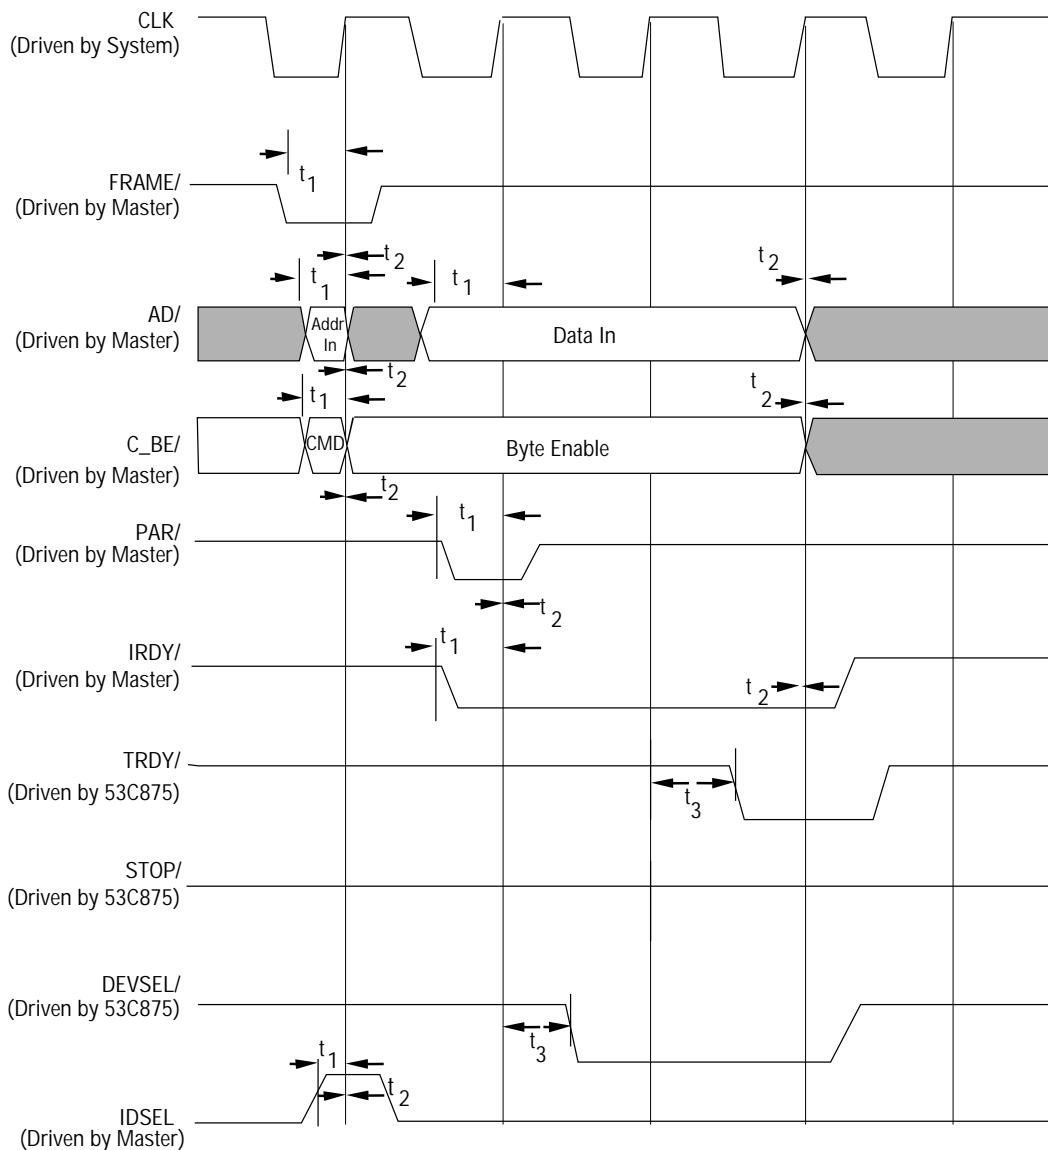 CLK
(Driven by System)
t1
FRAME/
(Driven by Master)
t2
t1
t1
t2
AD/
(Driven by Master)
Addr
In
Data In
t2
t1
t2
C_BE/
(Driven by Master)
CMD
Byte Enable
t2
t1
PAR/
(Driven by Master)
t2
t1
IRDY/
(Driven by Master)
t2
TRDY/
(Driven by 53C875)
t3
STOP/
(Driven by 53C875)
DEVSEL/
(Driven by 53C875)
t3
t1
t2
IDSEL
(Driven by Master)